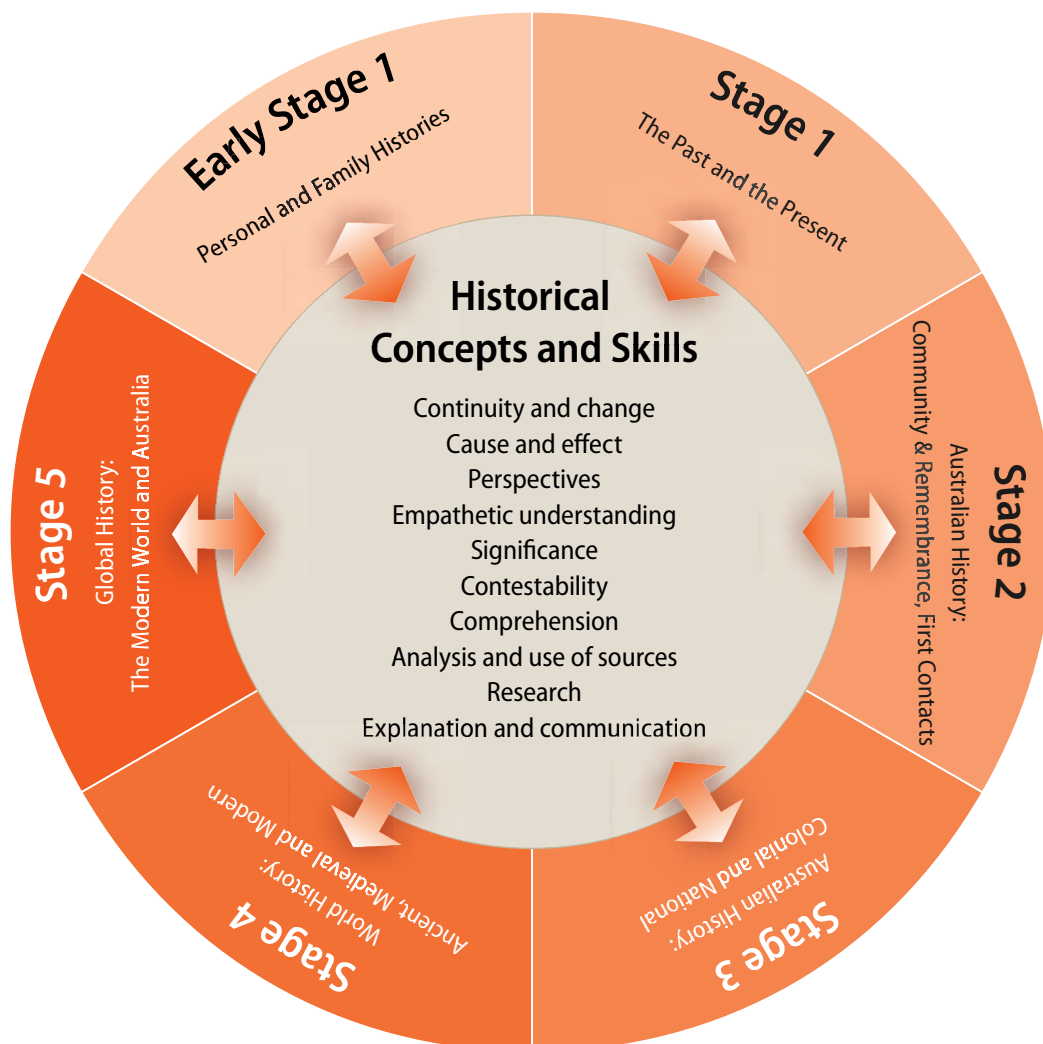 Early Stage 1
Personal and Family Histories
Stage 1
The Past and the Present
Stage 2
Australian History:
Community & Remembrance, First Contacts
Stage 3
Australian History:
Colonial and National
Stage 4
World History:
Ancient, Medieval and Modern
Stage 5
Global History:
The Modern World and Australia
Historical
Concepts and Skills
Continuity and change
Cause and effect
Perspectives
Empathetic understanding
Significance
Contestability
Comprehension
Analysis and use of sources
Research
Explanation and communication